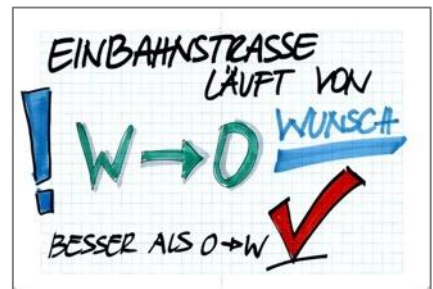 EINBAHNSTRASSE
LÄUFT VON
WUNSCH
! W→O
BESSER ALS O→W